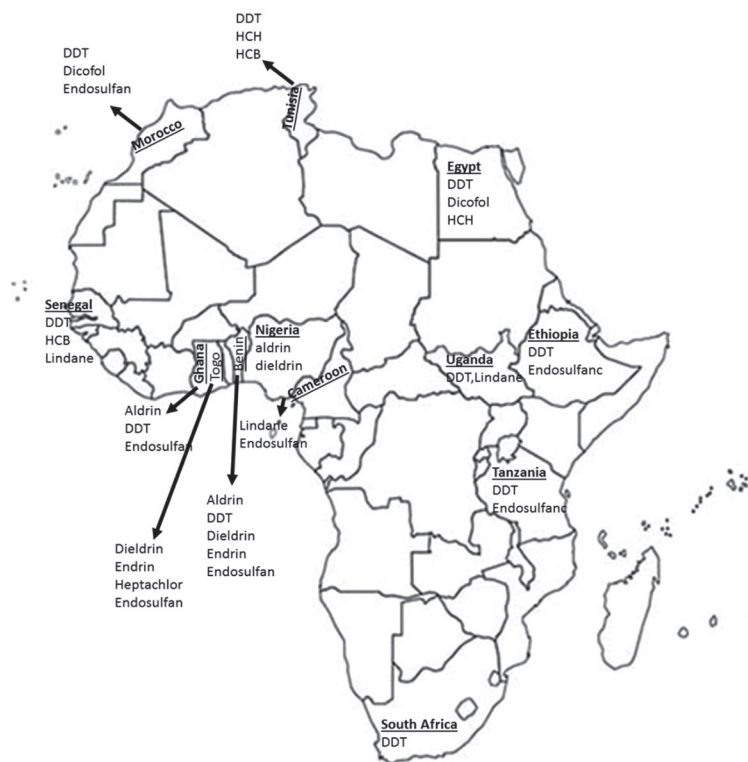 DDT
HCH
HCB
DDT
Dicofol
Endosulfan
Morocco
Tunisia
Egypt
DDT
Dicofol
HCH
Senegal
DDT
HCB
Lindane
Ghana
Togo
Benin
Nigeria
aldrin
dieldrin
Cameroon
Uganda
DDT,Lindane
Ethiopia
DDT
Endosulfanc
Aldrin
DDT
Endosulfan
Lindane
Endosulfan
Tanzania
DDT
Endosulfanc
Aldrin
DDT
Dieldrin
Endrin
Endosulfan
Dieldrin
Endrin
Heptachlor
Endosulfan
South Africa
DDT